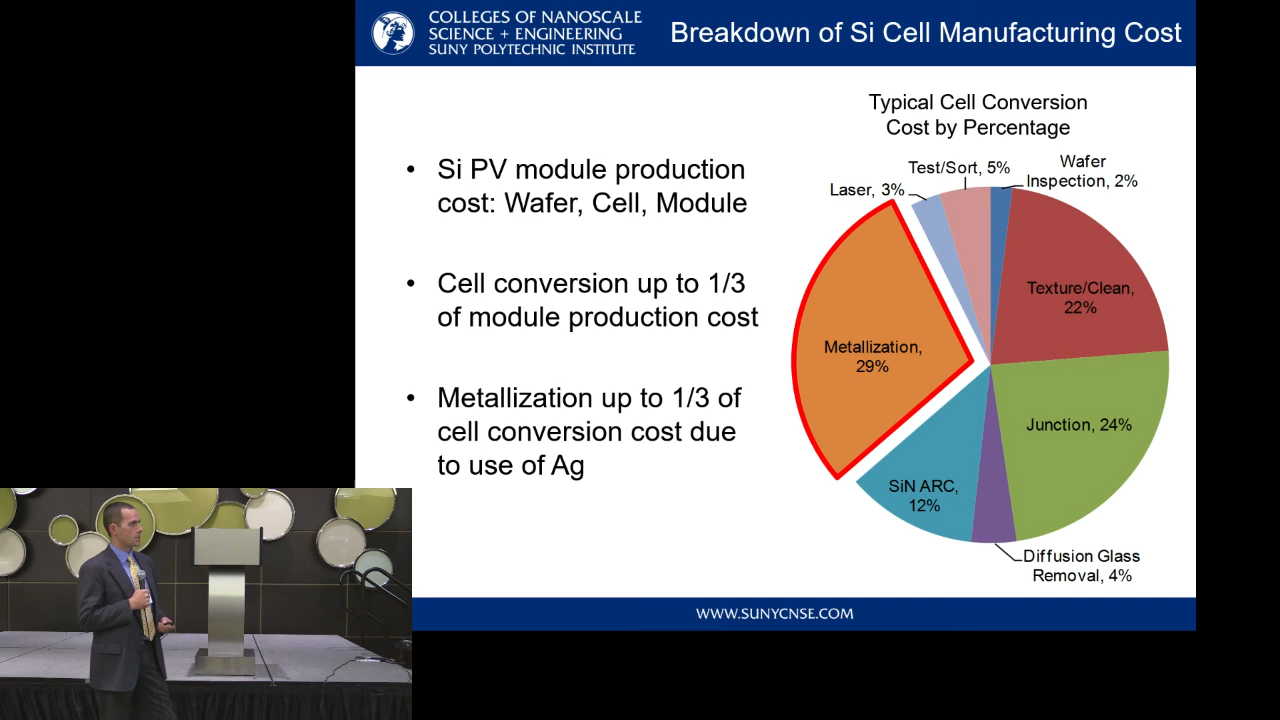 COLLEGES OF NANOSCALE
SCIENCE + ENGINEERING
SUNY POLYTECHNIC INSTITUTE
Breakdown of Si Cell Manufacturing Cost
• Si PV module production
cost: Wafer, Cell, Module
• Cell conversion up to 1/3
of module production cost
• Metallization up to 1/3 of
cell conversion cost due
to use of Ag
Typical Cell Conversion
Cost by Percentage
Wafer
Inspection, 2%
Test/Sort, 5%
Laser, 3%
Texture/Clean,
22%
Metallization,
29%
Junction, 24%
SiN ARC,
12%
Diffusion Glass
Removal, 4%
WWW.SUNYCNSE.COM